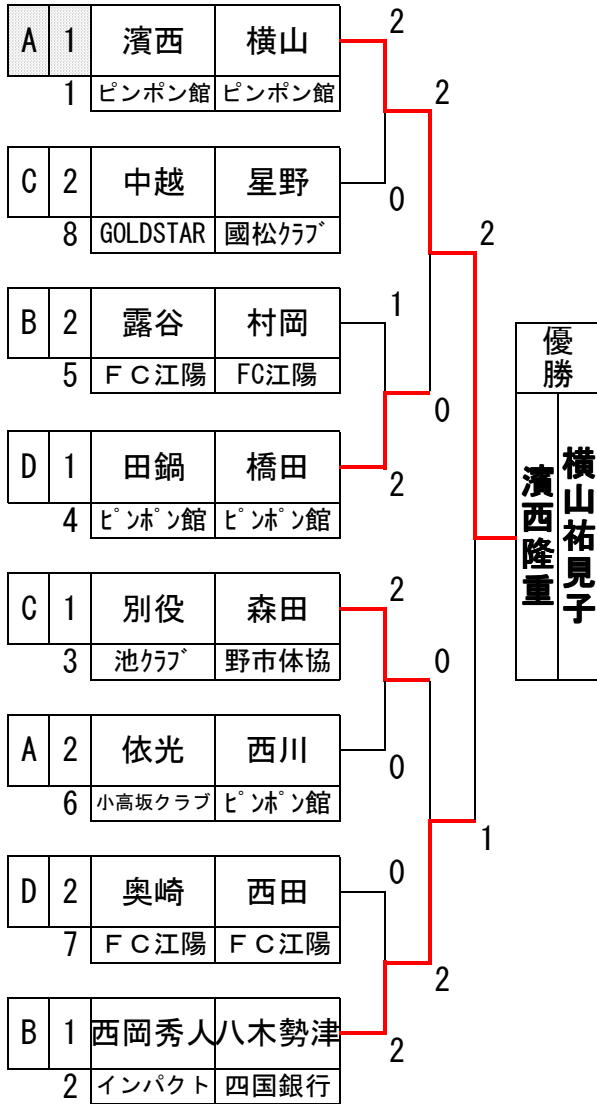 A 1 濱西 横山
1 ピンポン館 ピンポン館
2
2
C 2 中越 星野
8 GOLDSTAR 國松ｸﾗﾌﾞ
0
2
B 2 露谷 村岡
5 ＦＣ江陽 FC江陽
1
0
D 1 田鍋 橋田
4 ﾋﾟﾝﾎﾟﾝ館 ﾋﾟﾝﾎﾟﾝ館
2
優勝
濱西隆重
横山祐見子
C 1 別役 森田
3 池ｸﾗﾌﾞ 野市体協
2
0
A 2 依光 西川
6 小高坂クラブ ﾋﾟﾝﾎﾟﾝ館
0
1
D 2 奥崎 西田
7 ＦＣ江陽 ＦＣ江陽
0
2
B 1 西岡秀人 八木勢津
2 インパクト 四国銀行
2